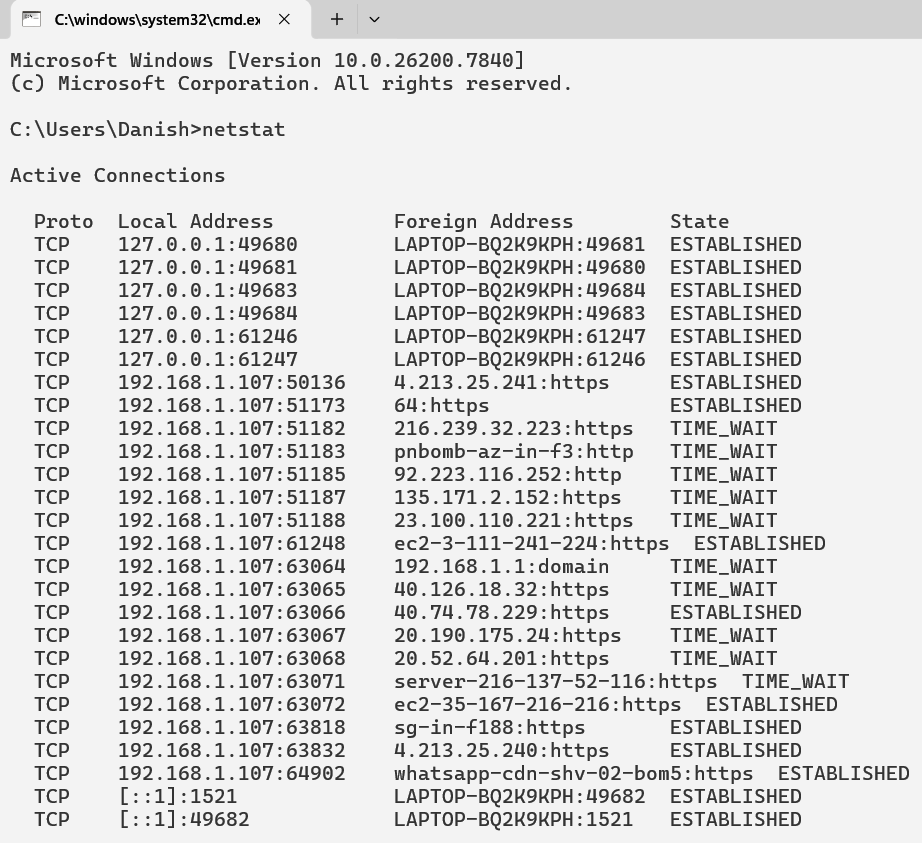 C:\windows\system32\cmd.ex
Microsoft Windows [Version 10.0.26200.7840]
(c) Microsoft Corporation. All rights reserved.
C:\Users\Danish>netstat
Active Connections
Proto  Local Address          Foreign Address        State
TCP    127.0.0.1:49680        LAPTOP-BQ2K9KPH:49681  ESTABLISHED
TCP    127.0.0.1:49681        LAPTOP-BQ2K9KPH:49680  ESTABLISHED
TCP    127.0.0.1:49683        LAPTOP-BQ2K9KPH:49684  ESTABLISHED
TCP    127.0.0.1:49684        LAPTOP-BQ2K9KPH:49683  ESTABLISHED
TCP    127.0.0.1:61246        LAPTOP-BQ2K9KPH:61247  ESTABLISHED
TCP    127.0.0.1:61247        LAPTOP-BQ2K9KPH:61246  ESTABLISHED
TCP    192.168.1.107:50136    4.213.25.241:https     ESTABLISHED
TCP    192.168.1.107:51173    64:https               ESTABLISHED
TCP    192.168.1.107:51182    216.239.32.223:https   TIME_WAIT
TCP    192.168.1.107:51183    pnbomb-az-in-f3:http   TIME_WAIT
TCP    192.168.1.107:51185    92.223.116.252:http    TIME_WAIT
TCP    192.168.1.107:51187    135.171.2.152:https    TIME_WAIT
TCP    192.168.1.107:51188    23.100.110.221:https   TIME_WAIT
TCP    192.168.1.107:61248    ec2-3-111-241-224:https  ESTABLISHED
TCP    192.168.1.107:63064    192.168.1.1:domain     TIME_WAIT
TCP    192.168.1.107:63065    40.126.18.32:https     TIME_WAIT
TCP    192.168.1.107:63066    40.74.78.229:https     ESTABLISHED
TCP    192.168.1.107:63067    20.190.175.24:https    TIME_WAIT
TCP    192.168.1.107:63068    20.52.64.201:https     TIME_WAIT
TCP    192.168.1.107:63071    server-216-137-52-116:https  TIME_WAIT
TCP    192.168.1.107:63072    ec2-35-167-216-216:https  ESTABLISHED
TCP    192.168.1.107:63818    sg-in-f188:https       ESTABLISHED
TCP    192.168.1.107:63832    4.213.25.240:https     ESTABLISHED
TCP    192.168.1.107:64902    whatsapp-cdn-shv-02-bom5:https  ESTABLISHED
TCP    [::1]:1521             LAPTOP-BQ2K9KPH:49682  ESTABLISHED
TCP    [::1]:49682            LAPTOP-BQ2K9KPH:1521   ESTABLISHED